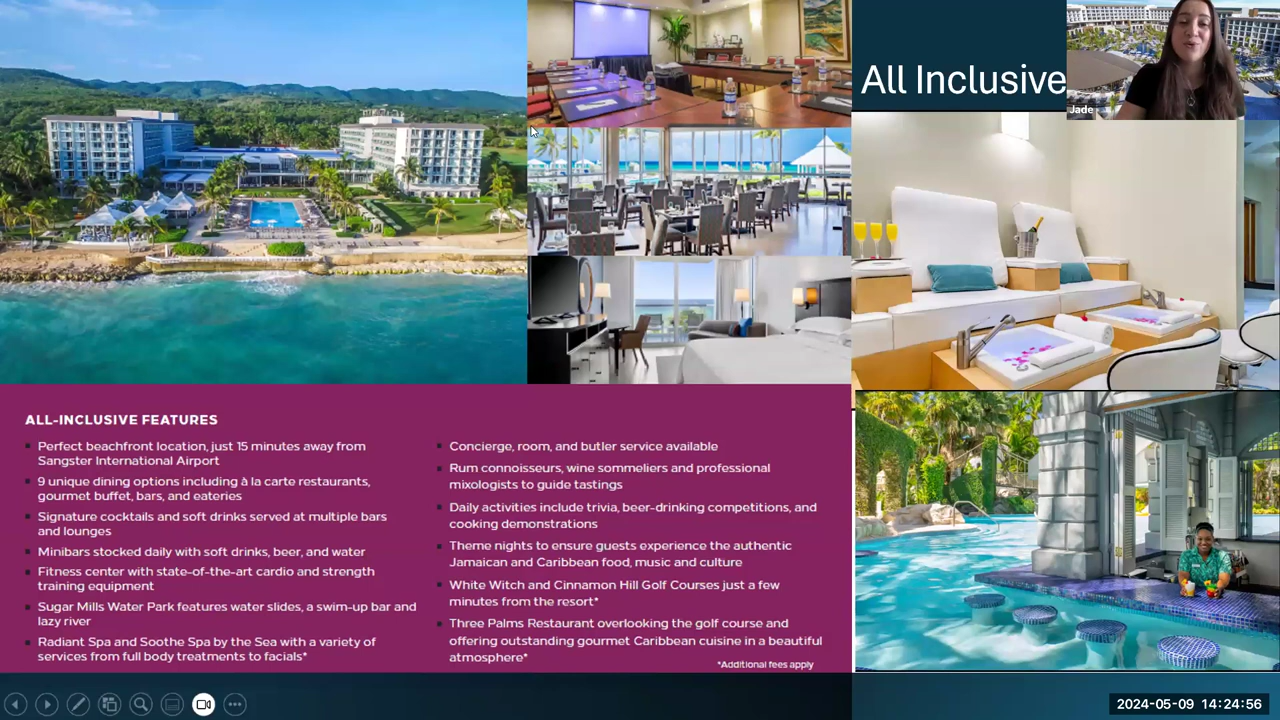 All Inclusive
Jade
ALL-INCLUSIVE FEATURES
Perfect beachfront location, just 15 minutes away from
Sangster International Airport
9 unique dining options including à la carte restaurants,
gourmet buffet, bars, and eateries
Signature cocktails and soft drinks served at multiple bars
and lounges
Minibars stocked daily with soft drinks, beer, and water
Fitness center with state-of-the-art cardio and strength
training equipment
Sugar Mills Water Park features water slides, a swim-up bar and
lazy river
Radiant Spa and Soothe Spa by the Sea with a variety of
services from full body treatments to facials*
Concierge, room, and butler service available
Rum connoisseurs, wine sommeliers and professional
mixologists to guide tastings
Daily activities include trivia, beer-drinking competitions, and
cooking demonstrations
Theme nights to ensure guests experience the authentic
Jamaican and Caribbean food, music and culture
White Witch and Cinnamon Hill Golf Courses just a few
minutes from the resort*
Three Palms Restaurant overlooking the golf course and
offering outstanding gourmet Caribbean cuisine in a beautiful
atmosphere*
*Additional fees apply
2024-05-09 14:24:56